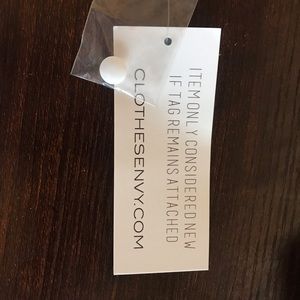 ITEM ONLY CONSIDERED NEW
IF TAG REMAINS ATTACHED
CLOTHESENVY.COM